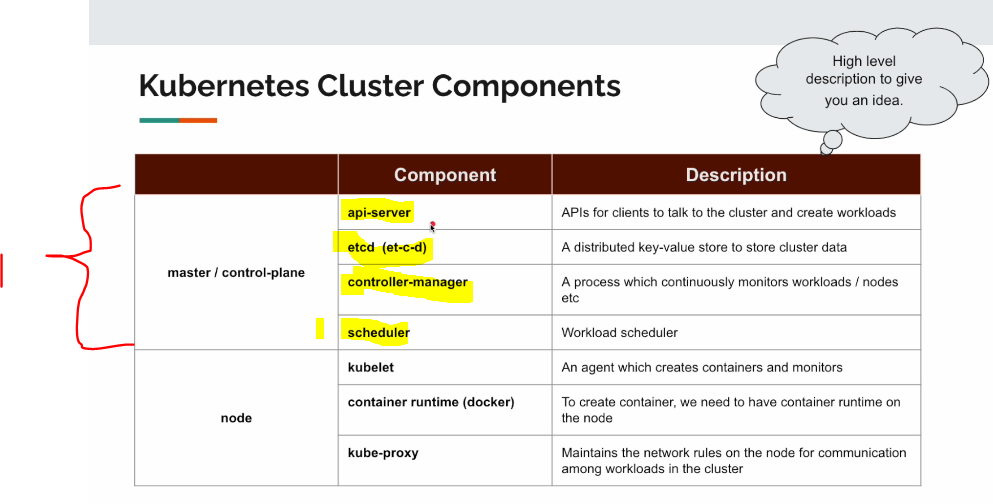 High level
description to give
you an idea.
Kubernetes Cluster Components
Component Description
master / control-plane
api-server APIs for clients to talk to the cluster and create workloads
etcd (et-c-d) A distributed key-value store to store cluster data
controller-manager A process which continuously monitors workloads / nodes
etc
scheduler Workload scheduler
node
kubelet An agent which creates containers and monitors
container runtime (docker) To create container, we need to have container runtime on
the node
kube-proxy Maintains the network rules on the node for communication
among workloads in the cluster